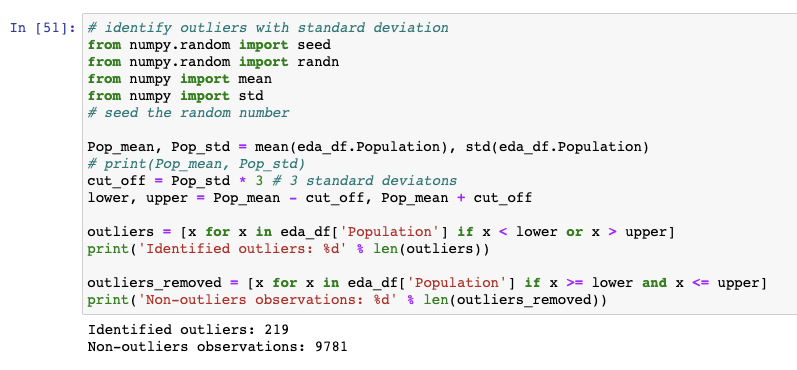 In [51]: # identify outliers with standard deviation
from numpy.random import seed
from numpy.random import randn
from numpy import mean
from numpy import std
# seed the random number
Pop_mean, Pop_std = mean(eda_df.Population), std(eda_df.Population)
# print(Pop_mean, Pop_std)
cut_off = Pop_std * 3 # 3 standard deviatons
lower, upper = Pop_mean - cut_off, Pop_mean + cut_off
outliers = [x for x in eda_df['Population'] if x < lower or x > upper]
print('Identified outliers: %d' % len(outliers))
outliers_removed = [x for x in eda_df['Population'] if x >= lower and x <= upper]
print('Non-outliers observations: %d' % len(outliers_removed))
Identified outliers: 219
Non-outliers observations: 9781